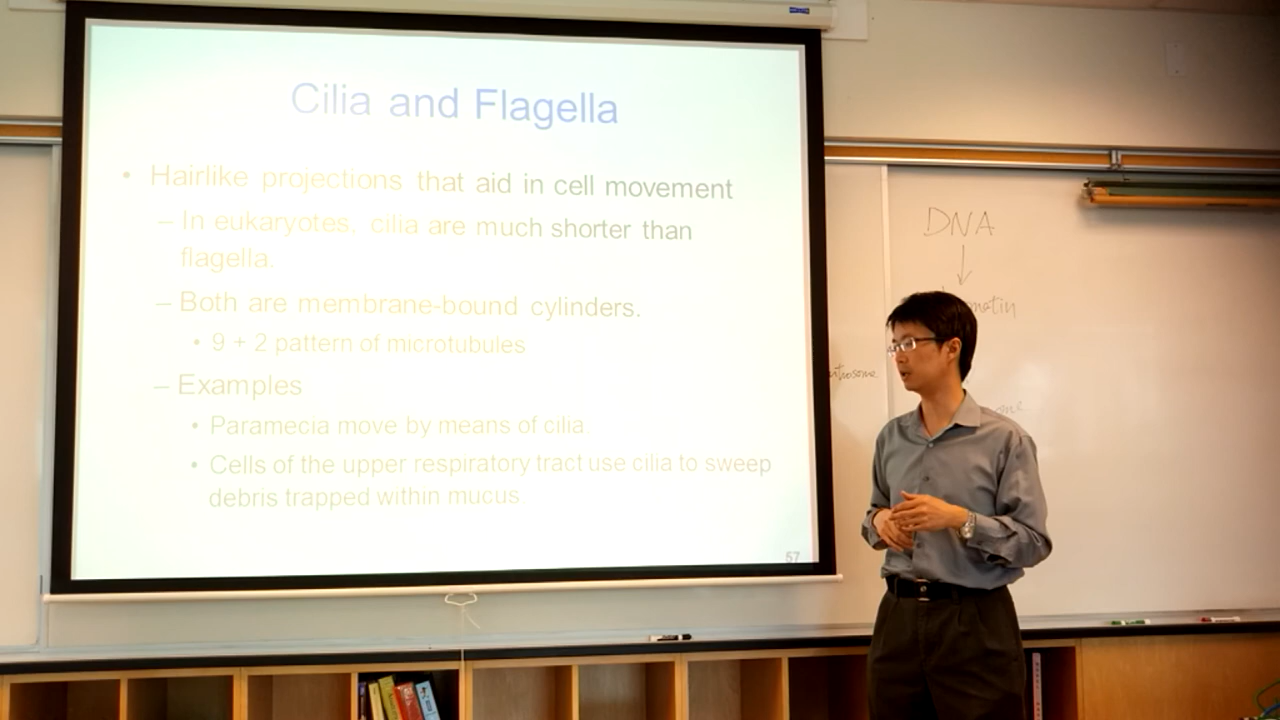 Cilia and Flagella
• Hairlike projections that aid in cell movement
– In eukaryotes, cilia are much shorter than
flagella.
– Both are membrane-bound cylinders.
• 9 + 2 pattern of microtubules
– Examples
• Paramecia move by means of cilia.
• Cells of the upper respiratory tract use cilia to sweep
debris trapped within mucus.
57
DNA